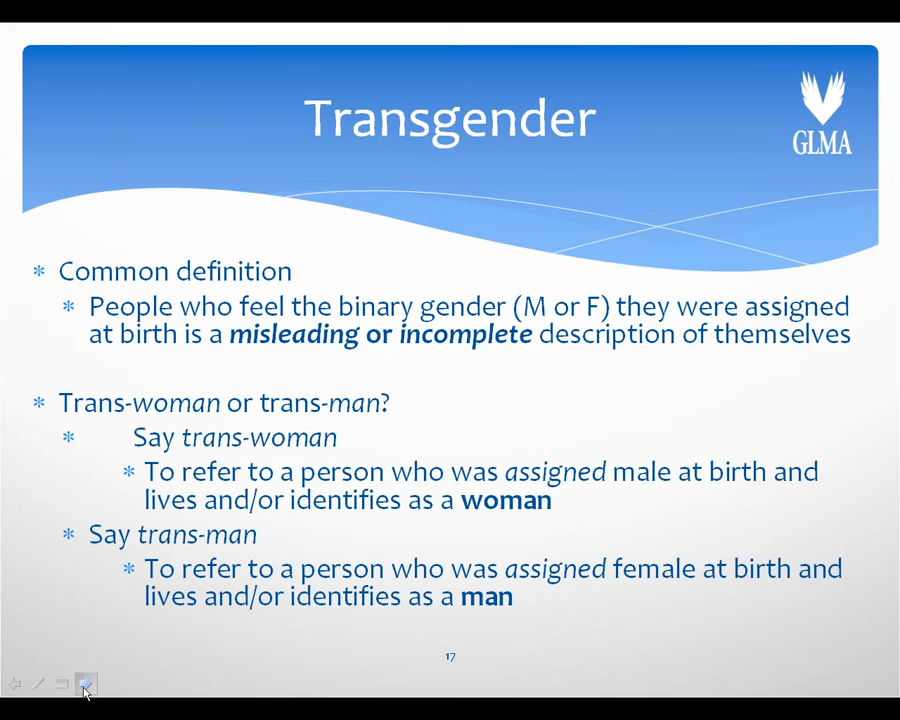 Transgender
GLMA
* Common definition
* People who feel the binary gender (M or F) they were assigned
at birth is a misleading or incomplete description of themselves
* Trans-woman or trans-man?
* Say trans-woman
* To refer to a person who was assigned male at birth and
lives and/or identifies as a woman
* Say trans-man
* To refer to a person who was assigned female at birth and
lives and/or identifies as a man
17